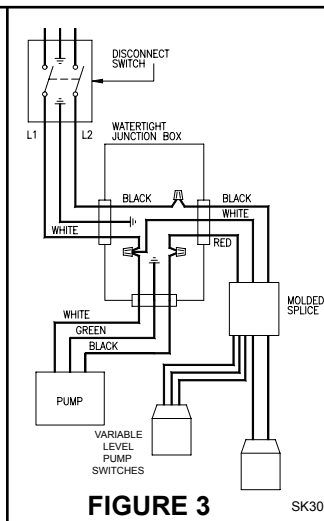 DISCONNECT
SWITCH
L1
L2
WATERTIGHT
JUNCTION BOX
BLACK
BLACK
WHITE
WHITE
RED
MOLDED
SPLICE
WHITE
GREEN
BLACK
PUMP
VARIABLE
LEVEL
PUMP
SWITCHES
FIGURE 3
SK30